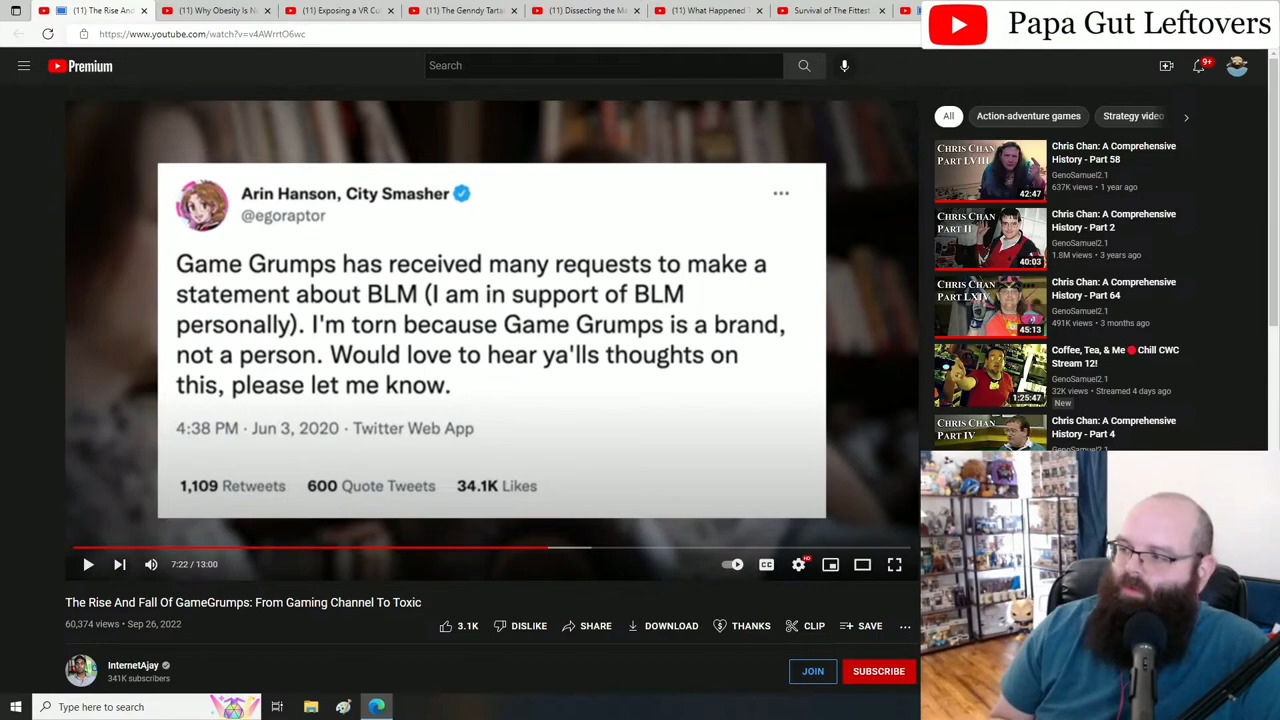 (11) The Rise And
(11) Why Obesity Is N
(11) Exposing a VR Cu
(11) The Genndy Tarta
(11) Dissecting the Ma
(11) What Happened T
Survival of The Fittest
(11)
Papa Gut Leftovers
https://www.youtube.com/watch?v=v4AWrrtO6wc
Premium
Search
9+
All
Action-adventure games
Strategy video
Arin Hanson, City Smasher
@egoraptor
Game Grumps has received many requests to make a
statement about BLM (I am in support of BLM
personally). I'm torn because Game Grumps is a brand,
not a person. Would love to hear ya'lls thoughts on
this, please let me know.
4:38 PM · Jun 3, 2020 · Twitter Web App
1,109 Retweets 600 Quote Tweets 34.1K Likes
CHRIS CHAN
PART LVIII
42:47
Chris Chan: A Comprehensive
History - Part 58
GenoSamuel2.1
637K views • 1 year ago
CHRIS CHAN
PART II
40:03
Chris Chan: A Comprehensive
History - Part 2
GenoSamuel2.1
1.8M views • 3 years ago
CHRIS CHAN
PART LXIV
45:13
Chris Chan: A Comprehensive
History - Part 64
GenoSamuel2.1
491K views • 3 months ago
1:25:47
Coffee, Tea, & Me 🔴 Chill CWC
Stream 12!
GenoSamuel2.1
32K views • Streamed 4 days ago
New
CHRIS CHAN
PART IV
Chris Chan: A Comprehensive
History - Part 4
GenoSamuel2.1
7:22 / 13:00
CC
HD
The Rise And Fall Of GameGrumps: From Gaming Channel To Toxic
60,374 views • Sep 26, 2022
3.1K
DISLIKE
SHARE
DOWNLOAD
THANKS
CLIP
SAVE
InternetAjay
341K subscribers
JOIN
SUBSCRIBE
Type here to search